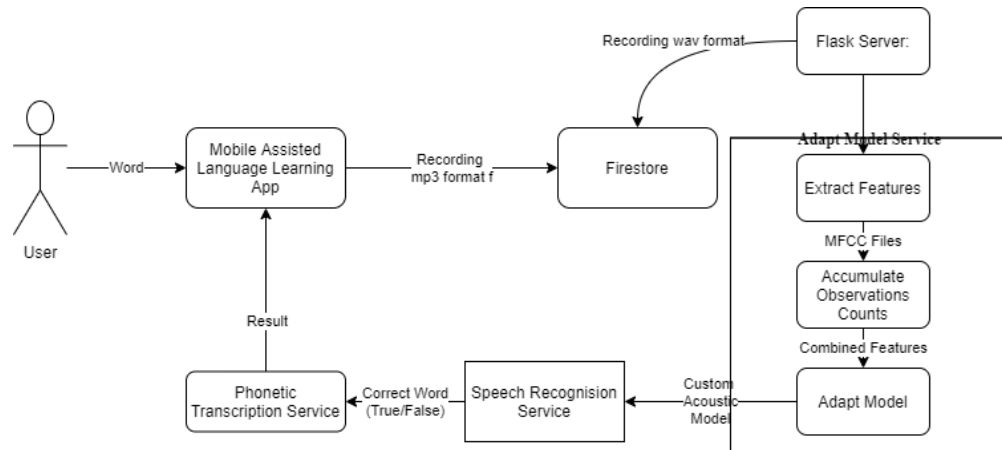 Recording wav format
Flask Server:
Adapt Model Service
Mobile Assisted
Language Learning
App
Word
Recording
mp3 format f
Firestore
Extract Features
User
MFCC Files
Accumulate
Observations
Counts
Result
Combined Features
Phonetic
Transcription Service
Correct Word
(True/False)
Speech Recognision
Service
Custom
Acoustic
Model
Adapt Model